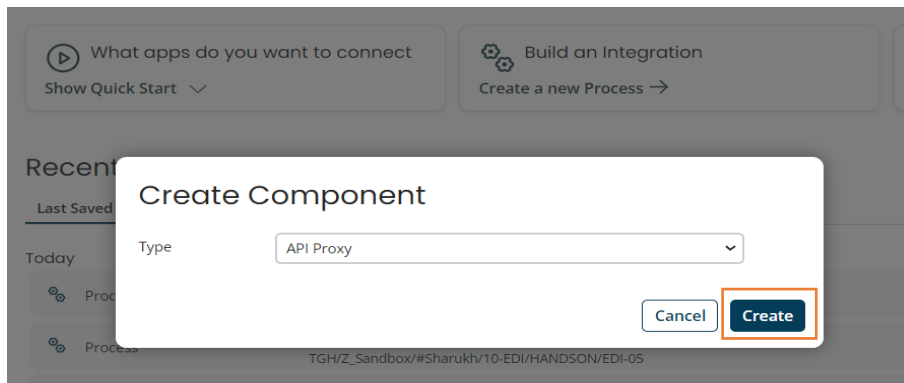 What apps do you want to connect
Show Quick Start
Build an Integration
Create a new Process →
Recent
Last Saved
Create Component
Type
API Proxy
Cancel
Create
Today
Proc
Process
TGH/Z_Sandbox/#Sharukh/10-EDI/HANDSON/EDI-05